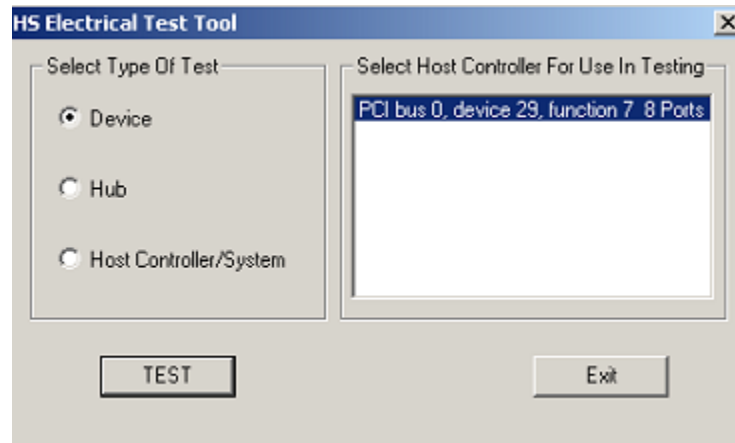 HS Electrical Test Tool
Select Type Of Test
Device
Hub
Host Controller/System
Select Host Controller For Use In Testing
PCI bus 0, device 29, function 7 8 Ports
TEST
Exit